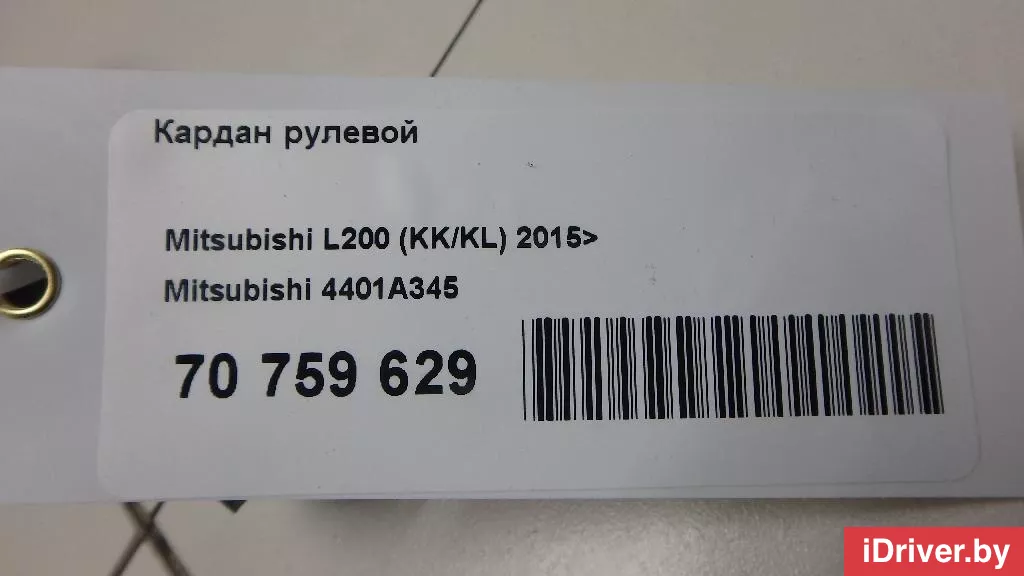 Кардан рулевой
Mitsubishi L200 (KK/KL) 2015>
Mitsubishi 4401A345
70 759 629
iDriver.by